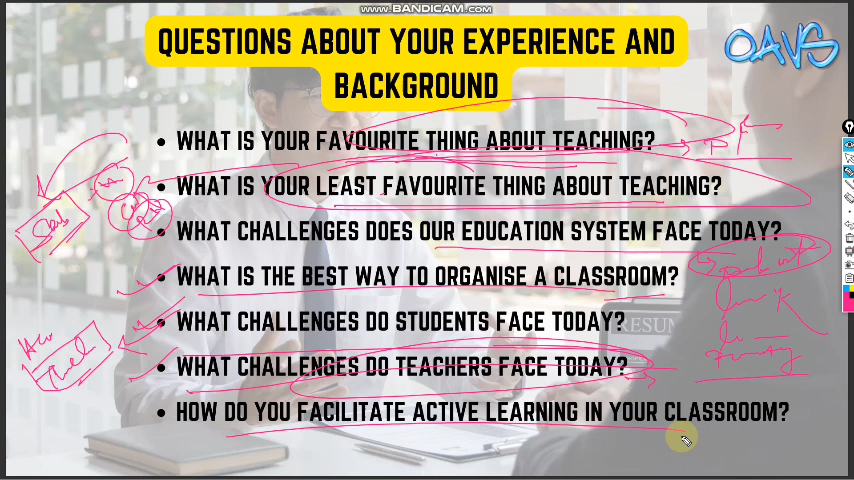 www.BANDICAM.com
QUESTIONS ABOUT YOUR EXPERIENCE AND
BACKGROUND
OAVS
• WHAT IS YOUR FAVOURITE THING ABOUT TEACHING?
• WHAT IS YOUR LEAST FAVOURITE THING ABOUT TEACHING?
• WHAT CHALLENGES DOES OUR EDUCATION SYSTEM FACE TODAY?
• WHAT IS THE BEST WAY TO ORGANISE A CLASSROOM?
• WHAT CHALLENGES DO STUDENTS FACE TODAY?
RESUM
• WHAT CHALLENGES DO TEACHERS FACE TODAY?
• HOW DO YOU FACILITATE ACTIVE LEARNING IN YOUR CLASSROOM?